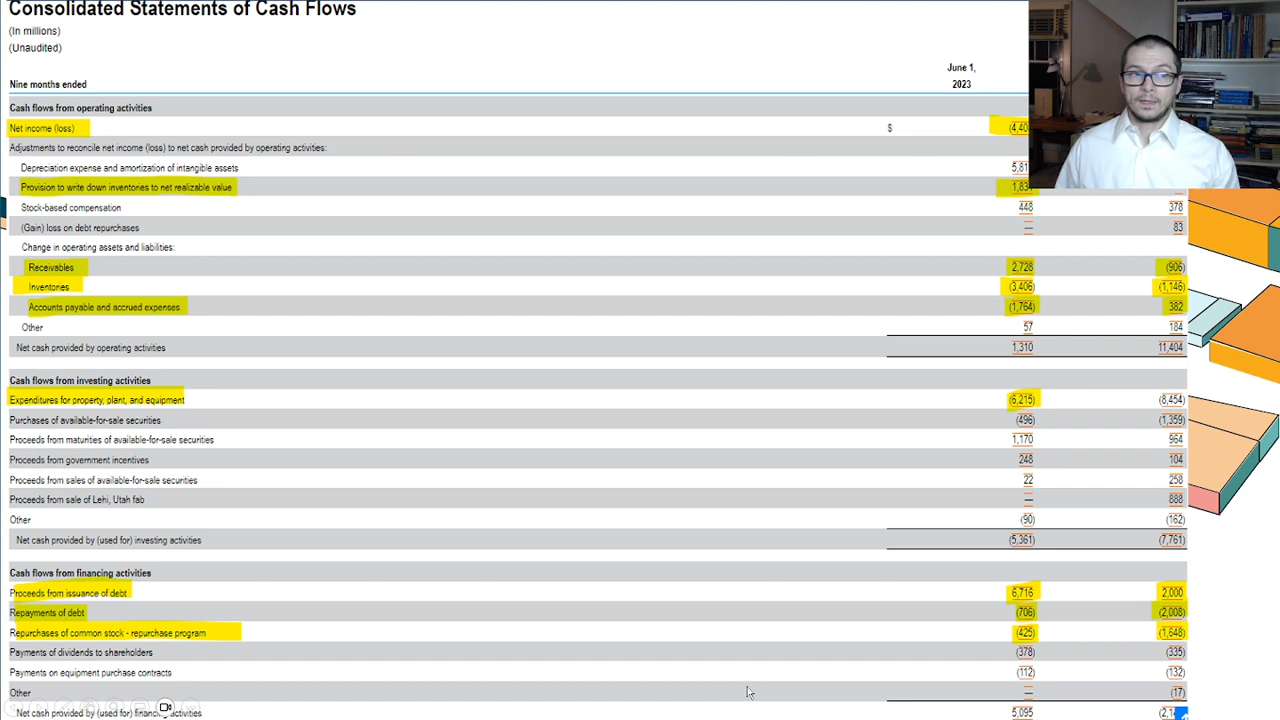 Consolidated Statements of Cash Flows
(In millions)
(Unaudited)
June 1,
Nine months ended 2023
Cash flows from operating activities
Net income (loss) $
Adjustments to reconcile net income (loss) to net cash provided by operating activities:
Depreciation expense and amortization of intangible assets
Provision to write down inventories to net realizable value
Stock-based compensation 448 378
(Gain) loss on debt repurchases — 83
Change in operating assets and liabilities:
Receivables 2,728 (906)
Inventories (3,406) (1,146)
Accounts payable and accrued expenses (1,764) 382
Other 57 184
Net cash provided by operating activities 1,310 11,404
Cash flows from investing activities
Expenditures for property, plant, and equipment (6,215) (8,454)
Purchases of available-for-sale securities (496) (1,359)
Proceeds from maturities of available-for-sale securities 1,170 964
Proceeds from government incentives 248 104
Proceeds from sales of available-for-sale securities 22 258
Proceeds from sale of Lehi, Utah fab — 888
Other (90) (162)
Net cash provided by (used for) investing activities (5,361) (7,761)
Cash flows from financing activities
Proceeds from issuance of debt 6,716 2,000
Repayments of debt (706) (2,008)
Repurchases of common stock - repurchase program (425) (1,648)
Payments of dividends to shareholders (378) (335)
Payments on equipment purchase contracts (112) (132)
Other — (17)
Net cash provided by (used for) financing activities 5,095